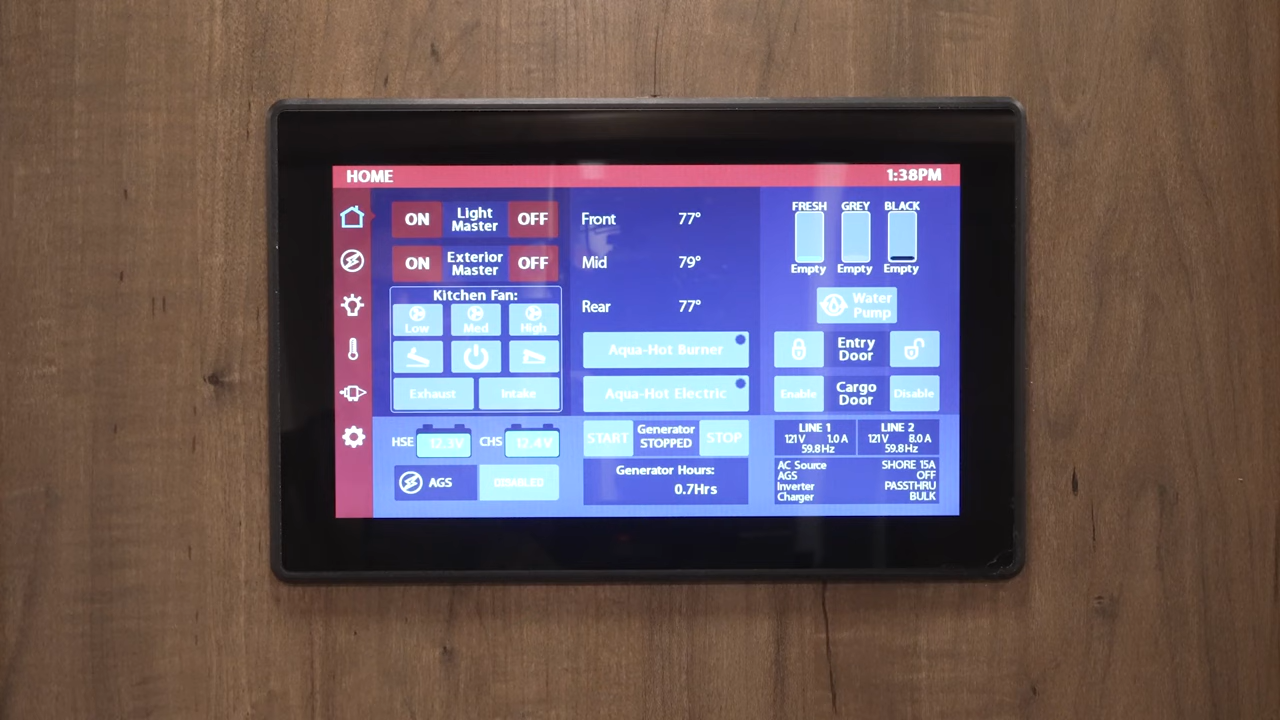 HOME
1:38PM
ON
Light
Master
OFF
ON
Exterior
Master
OFF
Kitchen Fan:
Low
Med
High
Exhaust
Intake
HSE
12.3V
CHS
12.4V
AGS
DISABLED
Front 77°
Mid 79°
Rear 77°
Aqua-Hot Burner
Aqua-Hot Electric
START
Generator
STOPPED
STOP
Generator Hours:
0.7Hrs
FRESH GREY BLACK
Empty Empty Empty
Water
Pump
Entry
Door
Enable
Cargo
Door
Disable
LINE 1
121V 1.0 A
59.8Hz
LINE 2
121V 8.0 A
59.8Hz
AC Source SHORE 15A
AGS OFF
Inverter PASSTHRU
Charger BULK